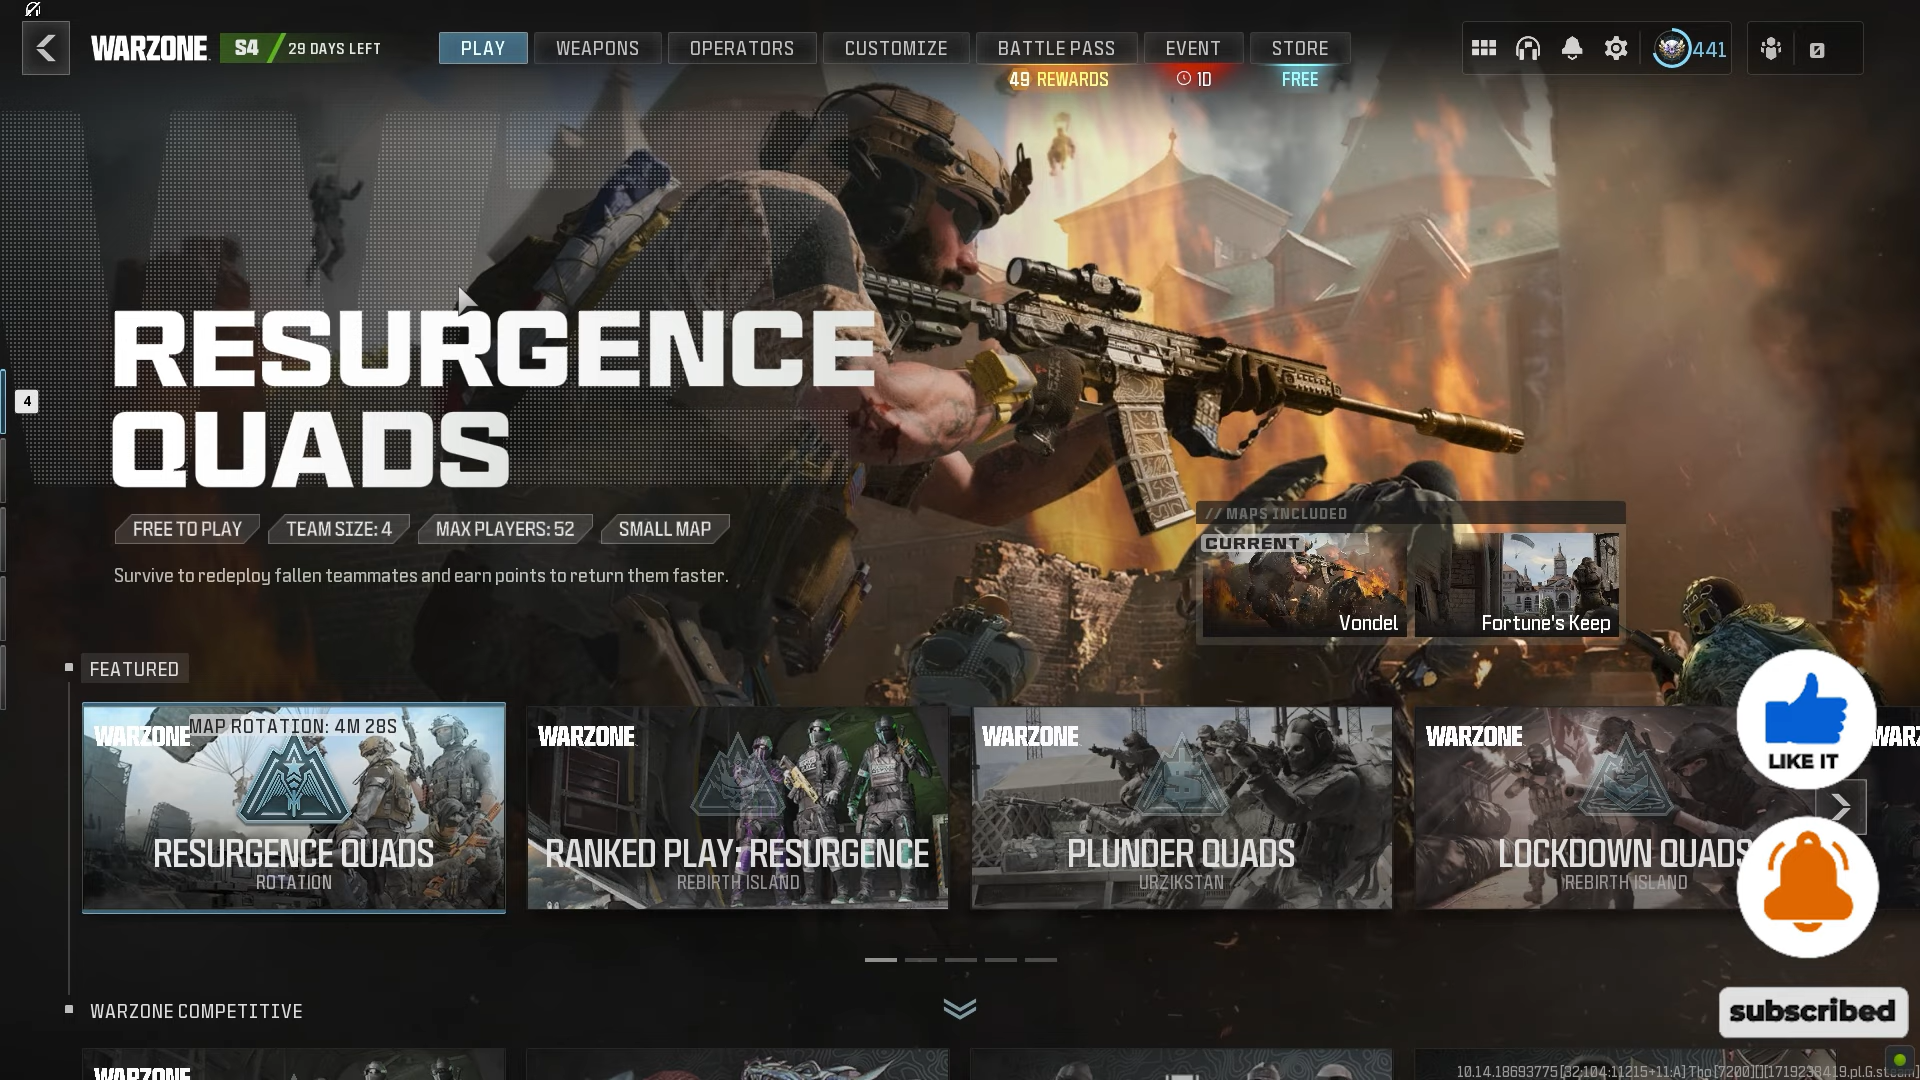 WARZONE S4 29 DAYS LEFT
PLAY WEAPONS OPERATORS CUSTOMIZE BATTLE PASS EVENT STORE
441 0
49 REWARDS 1D FREE
RESURGENCE
QUADS
4
FREE TO PLAY TEAM SIZE: 4 MAX PLAYERS: 52 SMALL MAP
Survive to redeploy fallen teammates and earn points to return them faster.
// MAPS INCLUDED
CURRENT
Vondel Fortune's Keep
FEATURED
WARZONE MAP ROTATION: 4M 28S
RESURGENCE QUADS
ROTATION
WARZONE
RANKED PLAY: RESURGENCE
REBIRTH ISLAND
WARZONE
PLUNDER QUADS
URZIKSTAN
WARZONE
LOCKDOWN QUADS
REBIRTH ISLAND
WARZ
LIKE IT
subscribed
WARZONE COMPETITIVE
WARZONE